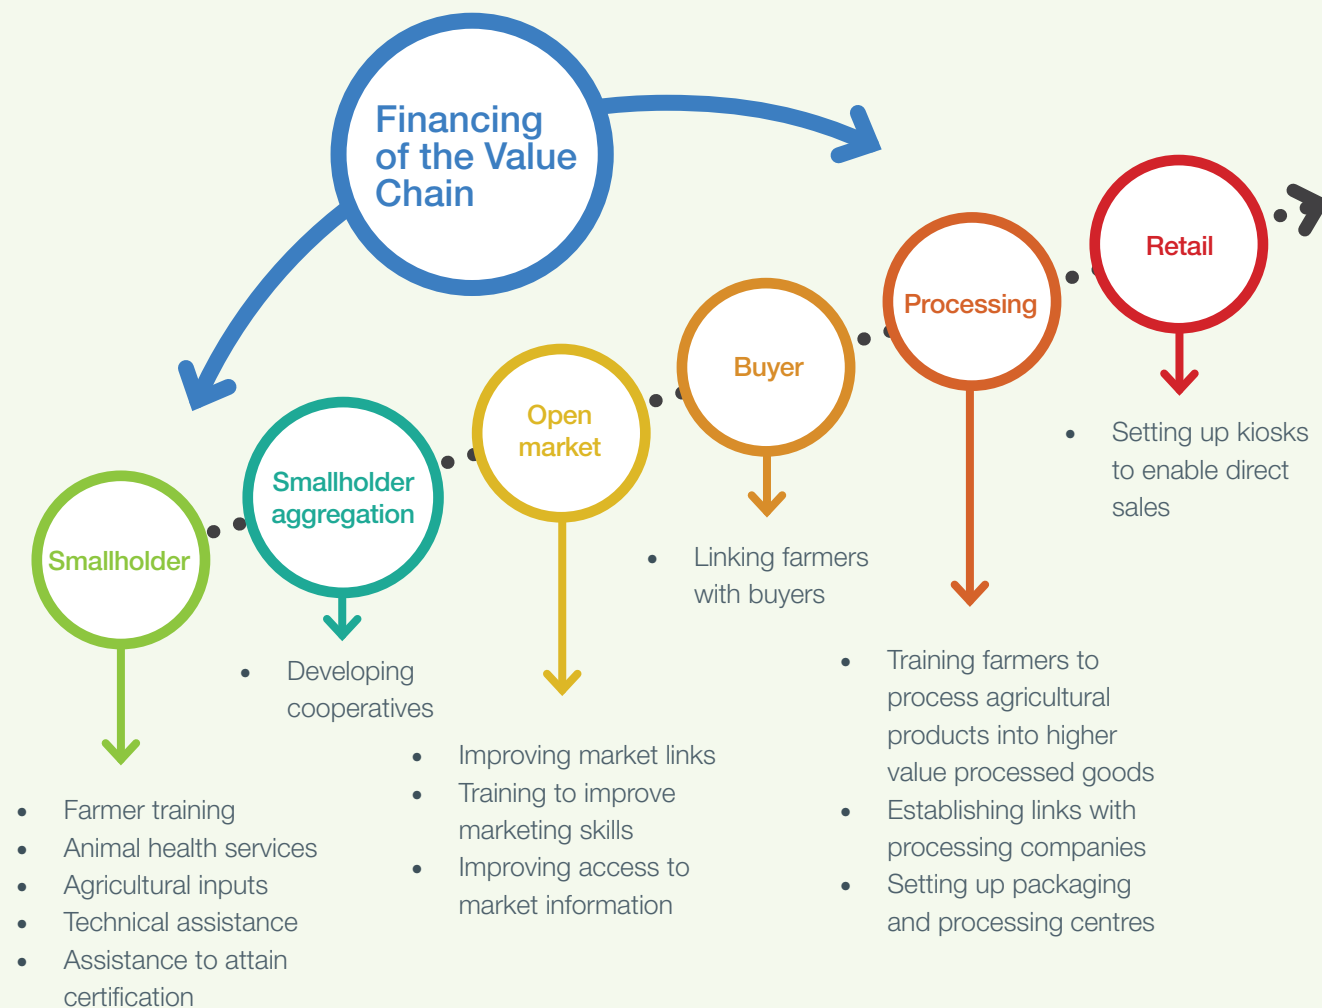 Financing
of the Value
Chain
Retail
Processing
Buyer
Open
market
Smallholder
aggregation
Smallholder
• Setting up kiosks
to enable direct
sales
• Linking farmers
with buyers
• Training farmers to
process agricultural
products into higher
value processed goods
• Establishing links with
processing companies
• Setting up packaging
and processing centres
• Developing
cooperatives
• Improving market links
• Training to improve
marketing skills
• Improving access to
market information
• Farmer training
• Animal health services
• Agricultural inputs
• Technical assistance
• Assistance to attain
certification